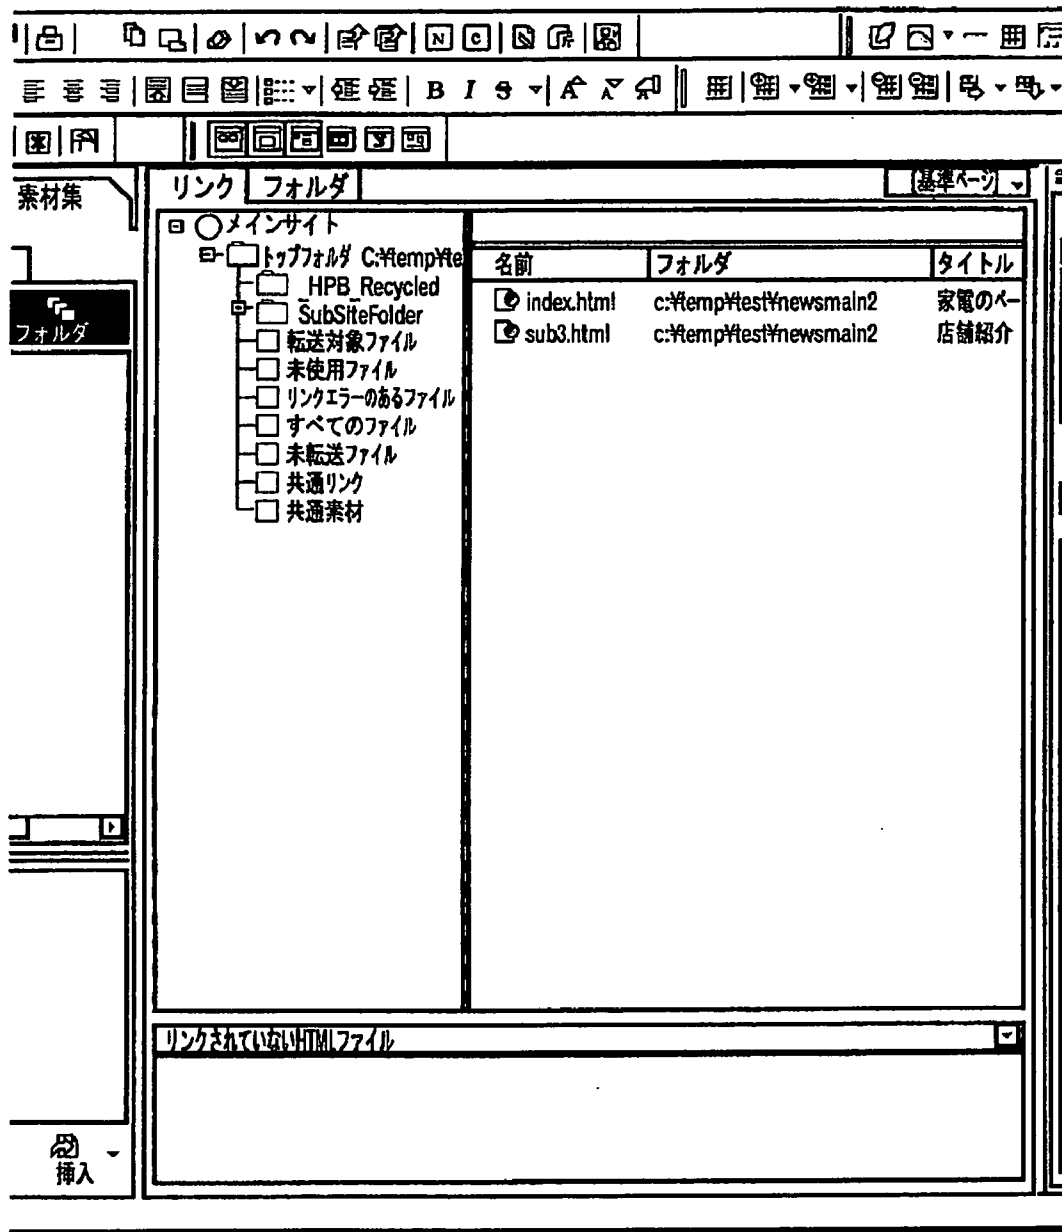 N C
B I S A A
素材集
リンク フォルダ 基準ページ
メインサイト
トップフォルダ C:¥temp¥te
_HPB_Recycled
SubSiteFolder
転送対象ファイル
未使用ファイル
リンクエラーのあるファイル
すべてのファイル
未転送ファイル
共通リンク
共通素材
名前 フォルダ タイトル
index.html c:¥temp¥test¥newsmain2 家電のペー
sub3.html c:¥temp¥test¥newsmain2 店舗紹介
フォルダ
リンクされていないHTMLファイル
挿入